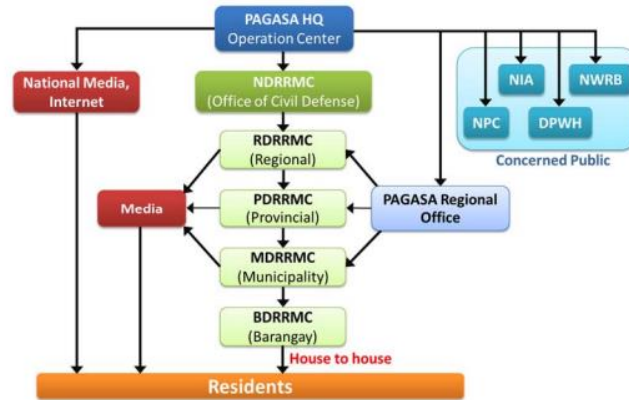 PAGASA HQ
Operation Center
National Media,
Internet
NDRRMC
(Office of Civil Defense)
NIA
NWRB
NPC
DPWH
Concerned Public
RDRRMC
(Regional)
Media
PDRRMC
(Provincial)
PAGASA Regional
Office
MDRRMC
(Municipality)
BDRRMC
(Barangay)
House to house
Residents